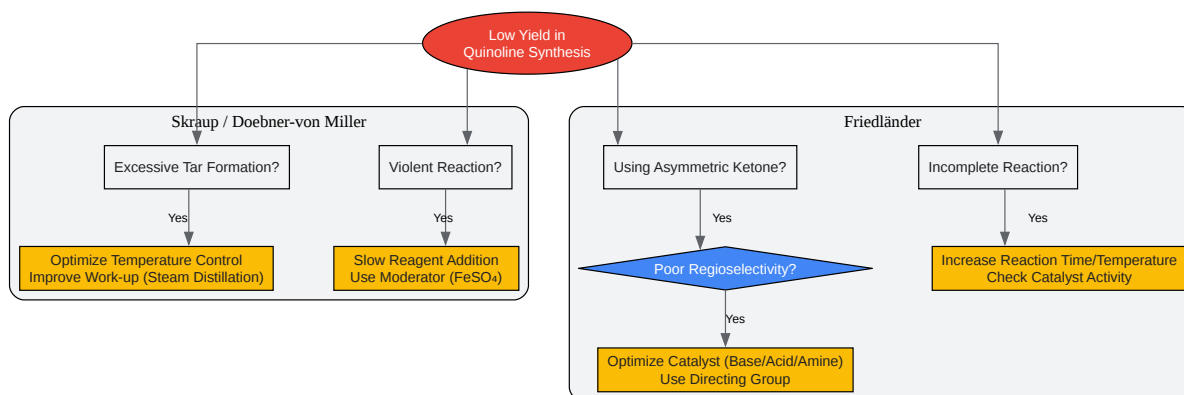 Low Yield in
Quinoline Synthesis
Skraup / Doebner-von Miller
Friedländer
Excessive Tar Formation?
Violent Reaction?
Using Asymmetric Ketone?
Incomplete Reaction?
Yes
Yes
Yes
Yes
Optimize Temperature Control
Improve Work-up (Steam Distillation)
Slow Reagent Addition
Use Moderator (FeSO₄)
Poor Regioselectivity?
Increase Reaction Time/Temperature
Check Catalyst Activity
Yes
Optimize Catalyst (Base/Acid/Amine)
Use Directing Group